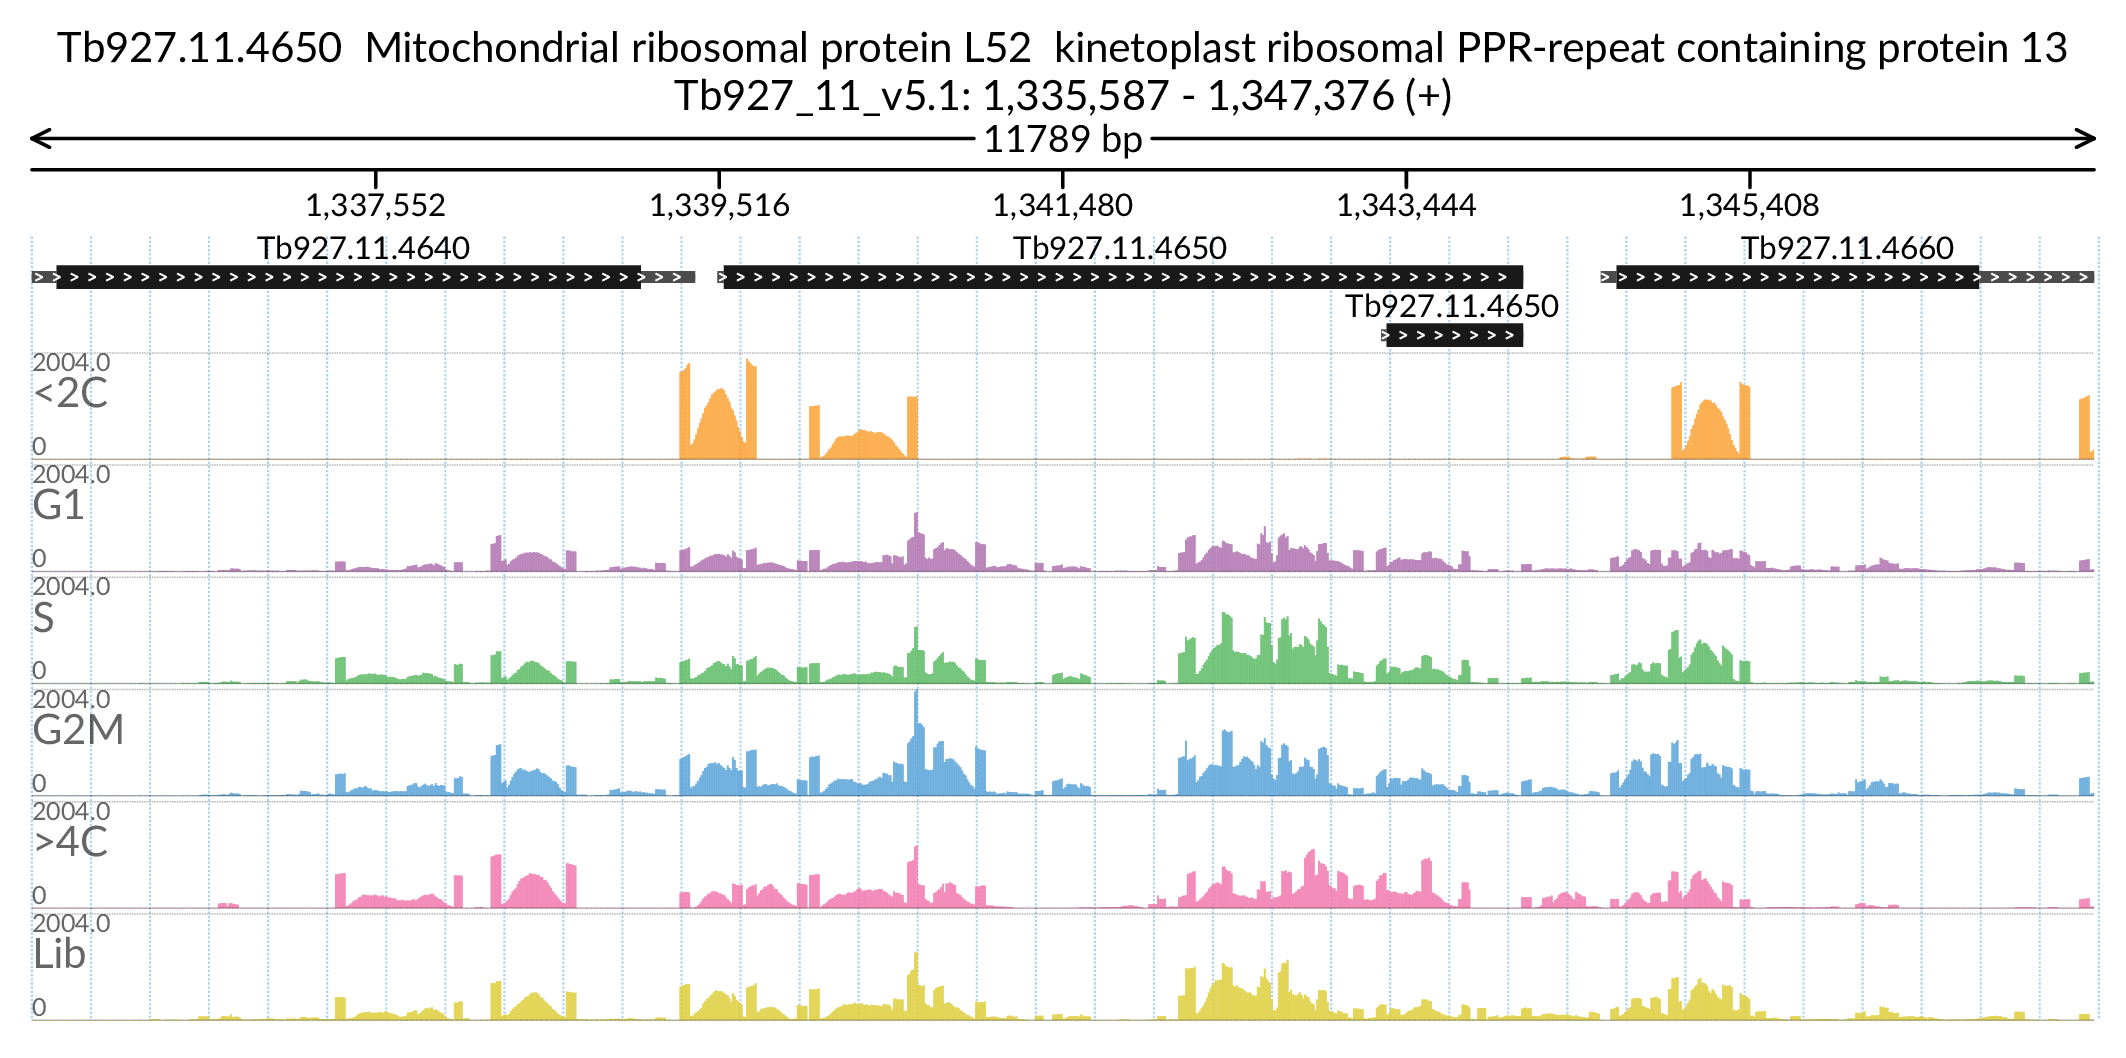 Tb927.11.4650  Mitochondrial ribosomal protein L52  kinetoplast ribosomal PPR-repeat containing protein 13
Tb927_11_v5.1: 1,335,587 - 1,347,376 (+)
11789 bp
1,337,552 1,339,516 1,341,480 1,343,444 1,345,408
Tb927.11.4640 Tb927.11.4650 Tb927.11.4660
Tb927.11.4650
2004.0
<2C
0
2004.0
G1
0
2004.0
S
0
2004.0
G2M
0
2004.0
>4C
0
2004.0
Lib
0